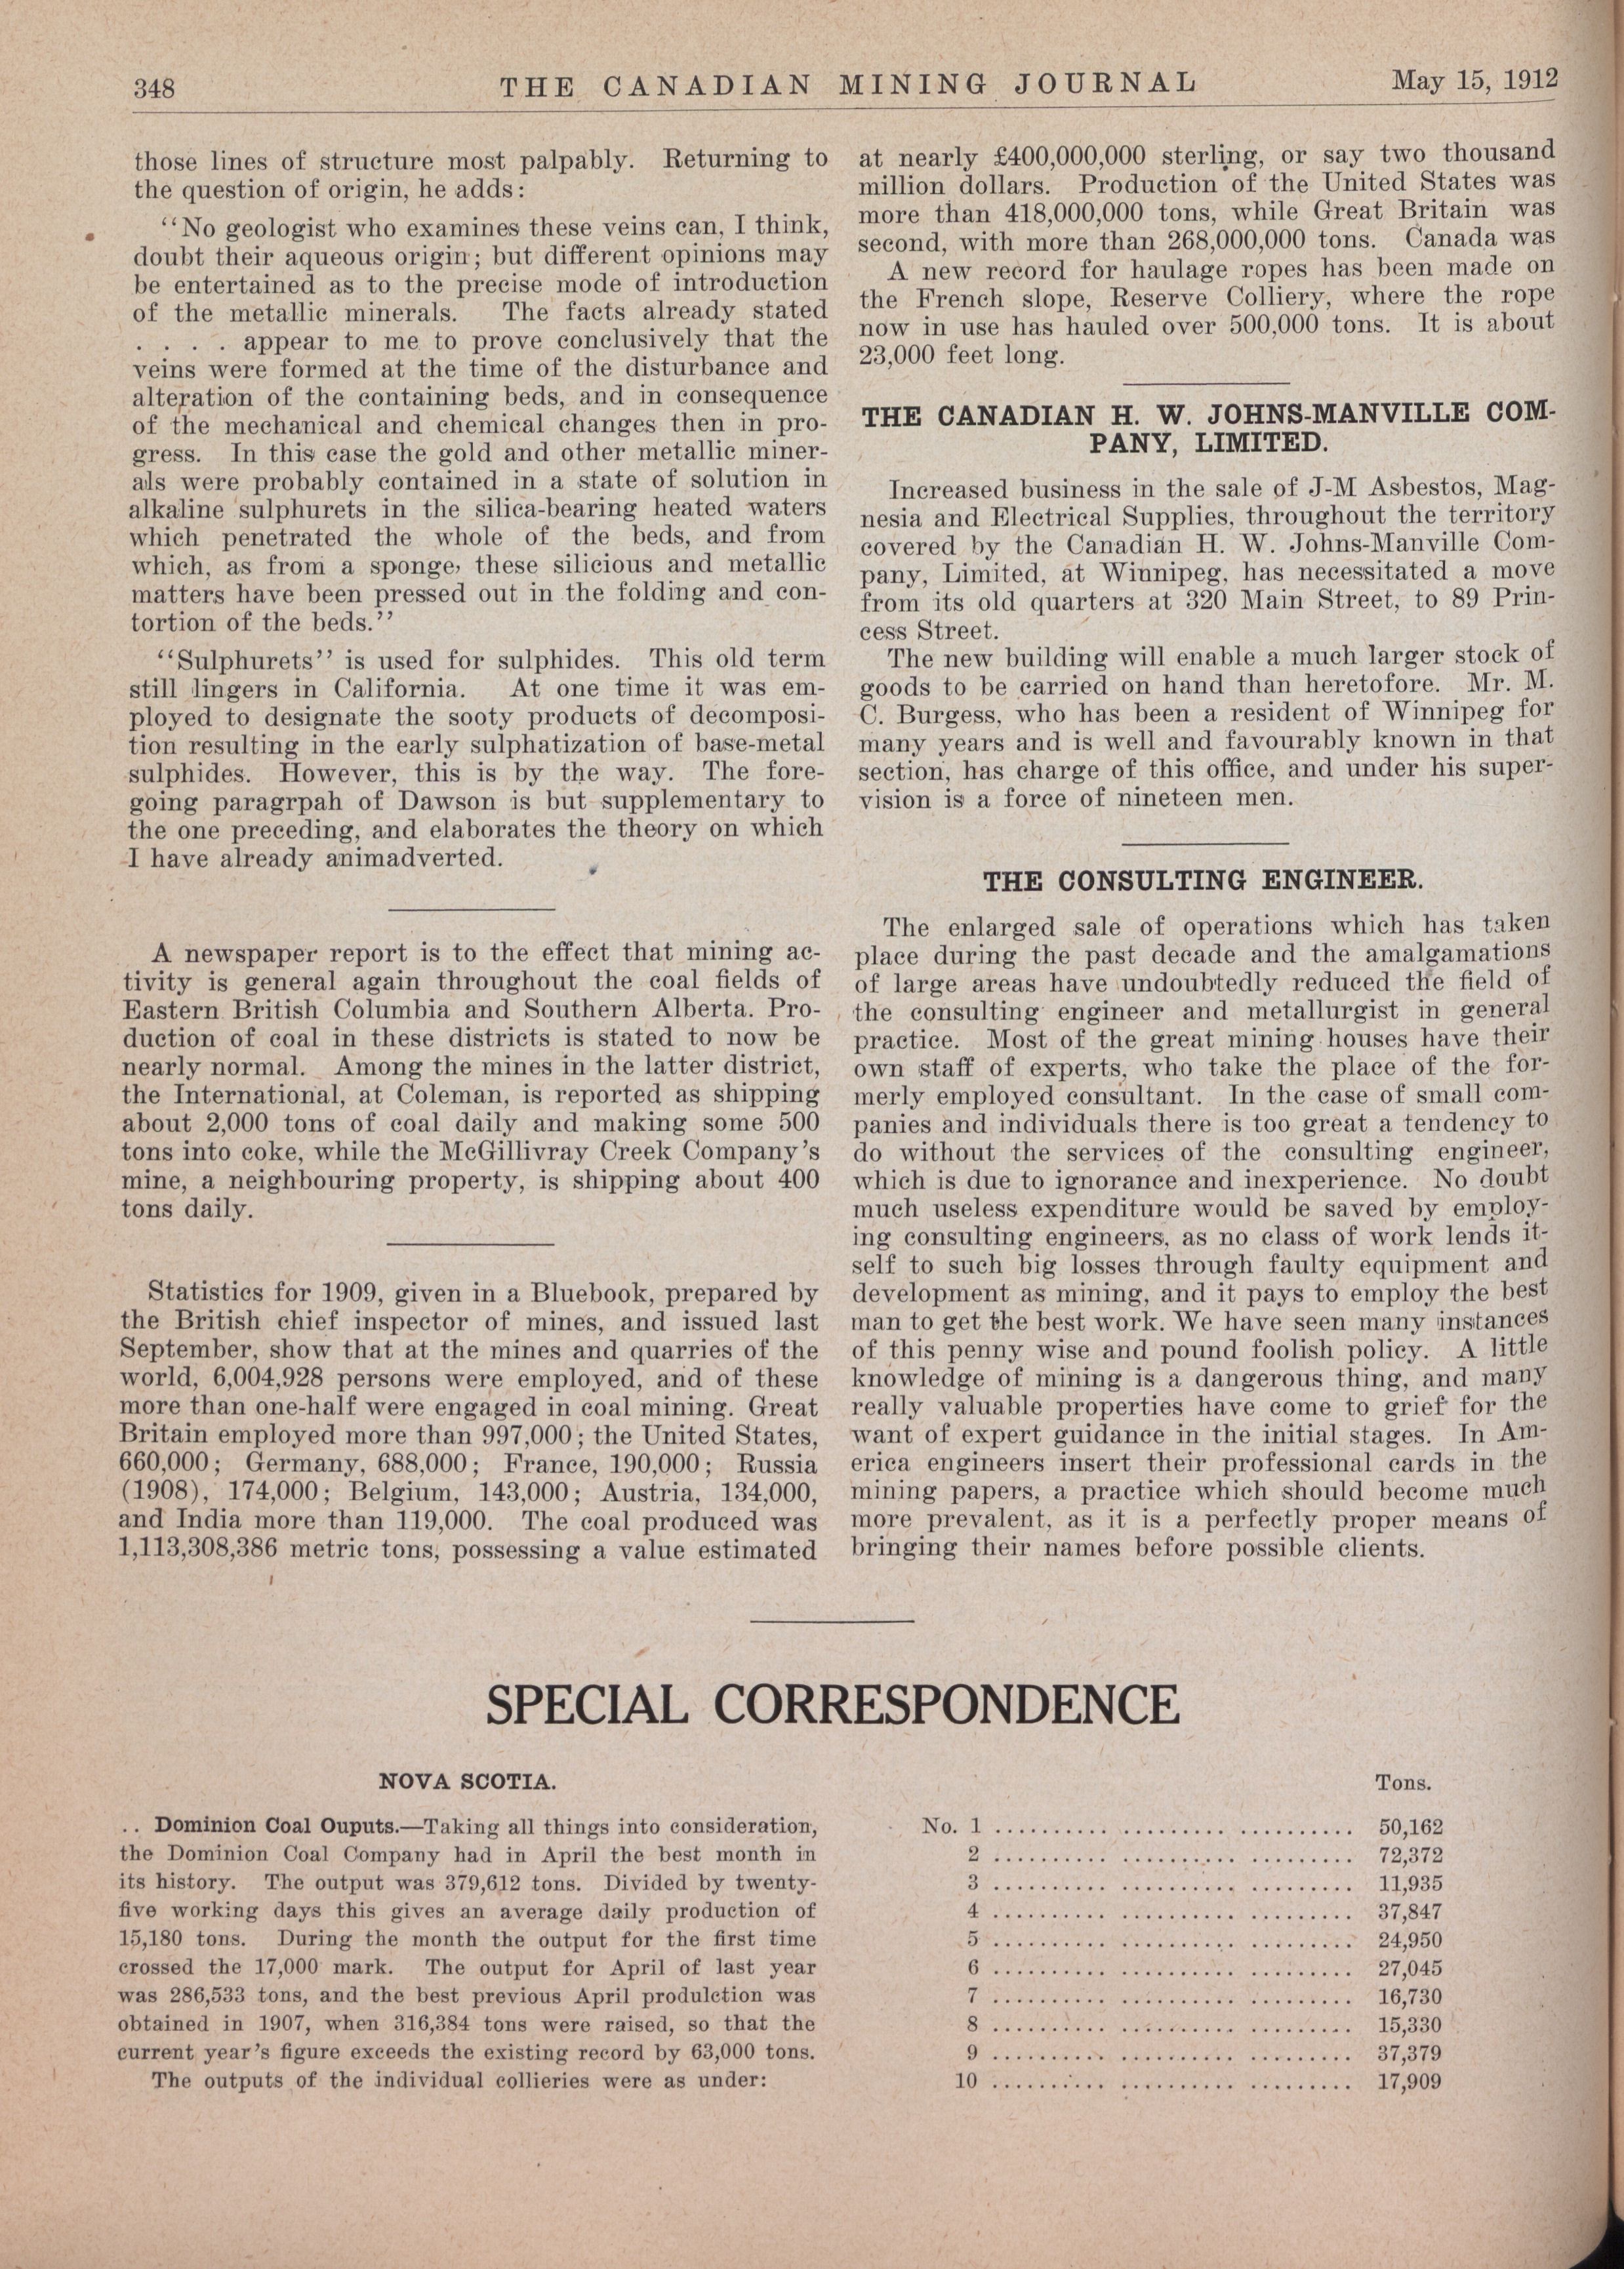 348
THE CANADIAN MINING JOURNAL
May 15, 1912
those lines of structure most palpably. Returning to
the question of origin, he adds:
‘‘No geologist who examines these veins can, I think,
doubt their aqueous origin; but different opinions may
be entertained as to the precise mode of introduction
of the metallic minerals. The facts already stated
. . . . appear to me to prove conclusively that the
veins were formed at the time of the disturbance and
alteration of the containing beds, and in consequence
of the mechanical and chemical changes then in pro-
gress. In this case the gold and other metallic miner-
als were probably contained in a state of solution in
alkaline sulphurets in the silica-bearing heated waters
which penetrated the whole of the beds, and from
which, as from a sponge, these silicious and metallic
matters have been pressed out in the folding and con-
tortion of the beds.’’
‘‘Sulphurets’’ is used for sulphides. This old term
still lingers in California. At one time it was em-
ployed to designate the sooty products of decomposi-
tion resulting in the early sulphatization of base-metal
sulphides. However, this is by the way. The fore-
going paragrpah of Dawson is but supplementary to
the one preceding, and elaborates the theory on which
I have already animadverted.
A newspaper report is to the effect that mining ac-
tivity is general again throughout the coal fields of
Eastern British Columbia and Southern Alberta. Pro-
duction of coal in these districts is stated to now be
nearly normal. Among the mines in the latter district,
the International, at Coleman, is reported as shipping
about 2,000 tons of coal daily and making some 500
tons into coke, while the McGillivray Creek Company’s
mine, a neighbouring property, is shipping about 400
tons daily.
Statistics for 1909, given in a Bluebook, prepared by
the British chief inspector of mines, and issued last
September, show that at the mines and quarries of the
world, 6,004,928 persons were employed, and of these
more than one-half were engaged in coal mining. Great
Britain employed more than 997,000; the United States,
660,000; Germany, 688,000; France, 190,000; Russia
(1908), 174,000; Belgium, 143,000; Austria, 134,000,
and India more than 119,000. The coal produced was
1,113,308,386 metric tons, possessing a value estimated
at nearly £400,000,000 sterling, or say two thousand
million dollars. Production of the United States was
more than 418,000,000 tons, while Great Britain was
second, with more than 268,000,000 tons. Canada was
A new record for haulage ropes has been made on
the French slope, Reserve Colliery, where the rope
now in use has hauled over 500,000 tons. It is about
23,000 feet long.
THE CANADIAN H. W. JOHNS-MANVILLE COM-
PANY, LIMITED.
Increased business in the sale of J-M Asbestos, Mag-
nesia and Electrical Supplies, throughout the territory
covered by the Canadian H. W. Johns-Manville Com-
pany, Limited, at Winnipeg, has necessitated a move
from its old quarters at 320 Main Street, to 89 Prin-
cess Street.
The new building will enable a much larger stock of
goods to be carried on hand than heretofore. Mr. M.
C. Burgess, who has been a resident of Winnipeg for
many years and is well and favourably known in that
section, has charge of this office, and under his super-
vision is a force of nineteen men.
THE CONSULTING ENGINEER.
The enlarged sale of operations which has taken
place during the past decade and the amalgamations
of large areas have undoubtedly reduced the field of
the consulting engineer and metallurgist in general
practice. Most of the great mining houses have their
own staff of experts, who take the place of the for-
merly employed consultant. In the case of small com-
panies and individuals there is too great a tendency to
do without the services of the consulting engineer,
which is due to ignorance and inexperience. No doubt
much useless expenditure would be saved by employ-
ing consulting engineers, as no class of work lends it-
self to such big losses through faulty equipment and
development as mining, and it pays to employ the best
man to get the best work. We have seen many instances
of this penny wise and pound foolish policy. A little
knowledge of mining is a dangerous thing, and many
really valuable properties have come to grief for the
want of expert guidance in the initial stages. In Am-
erica engineers insert their professional cards in the
mining papers, a practice which should become much
more prevalent, as it is a perfectly proper means of
bringing their names before possible clients.
SPECIAL CORRESPONDENCE
NOVA SCOTIA.
.. Dominion Coal Ouputs.—Taking all things into consideration,
the Dominion Coal Company had in April the best month in
its history. The output was 379,612 tons. Divided by twenty-
five working days this gives an average daily production of
15,180 tons. During the month the output for the first time
crossed the 17,000 mark. The output for April of last year
was 286,533 tons, and the best previous April produlction was
obtained in 1907, when 316,384 tons were raised, so that the
current year’s figure exceeds the existing record by 63,000 tons.
The outputs of the individual collieries were as under:
Tons.
No. 1 .......... .......... .......... 50,162
2 .......... .......... ......... 72,372
3 .......... .......... ......... 11,935
4 .......... .......... ......... 37,847
5 .......... .......... ......... 24,950
6 .......... .......... ......... 27,045
7 .......... .......... ......... 16,730
8 .......... .......... ......... 15,330
9 .......... .......... ......... 37,379
10 .......... .......... ......... 17,909